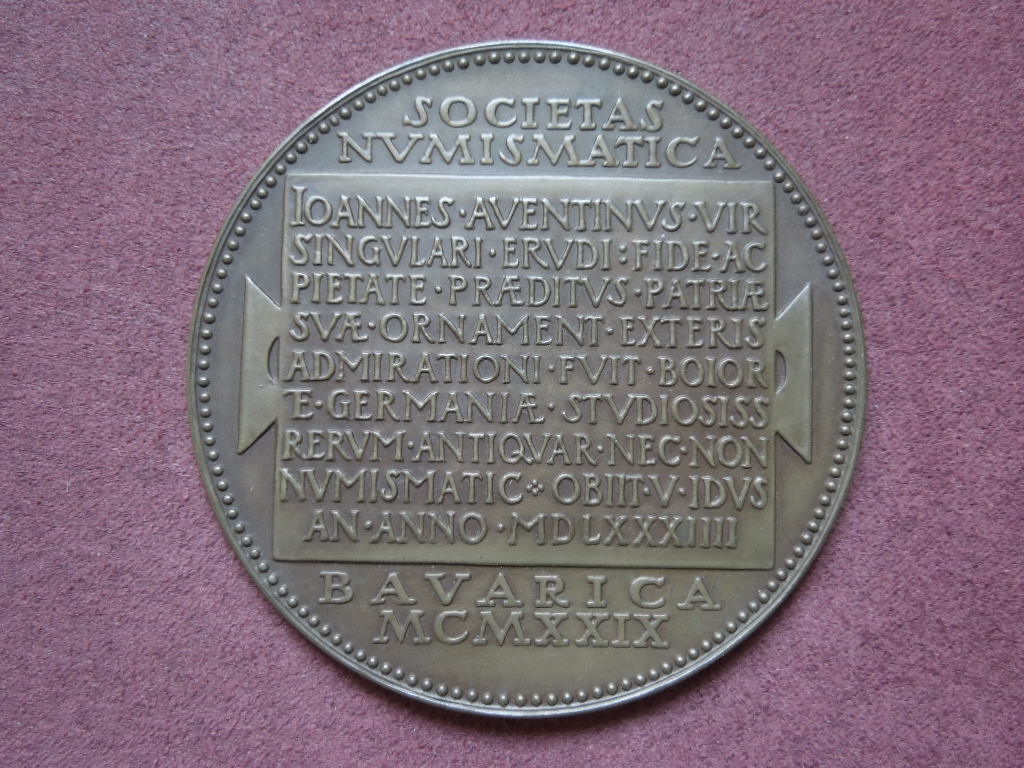 SOCIETAS
NVMISMATICA
IOANNES·AVENTINVS·VIR
SINGVLARI·ERVDI:FIDE·AC
PIETATE·PRÆDITVS·PATRIÆ
SVÆ·ORNAMENT·EXTERIS
ADMIRATIONI·FVIT·BOIOR
E·GERMANIÆ·STVDIOSISS
RERVM·ANTIQVAR·NEC·NON
NVMISMATIC·OBIIT·V·IDVS
AN·ANNO·MDLXXXIIII
BAVARICA
MCMXXIX